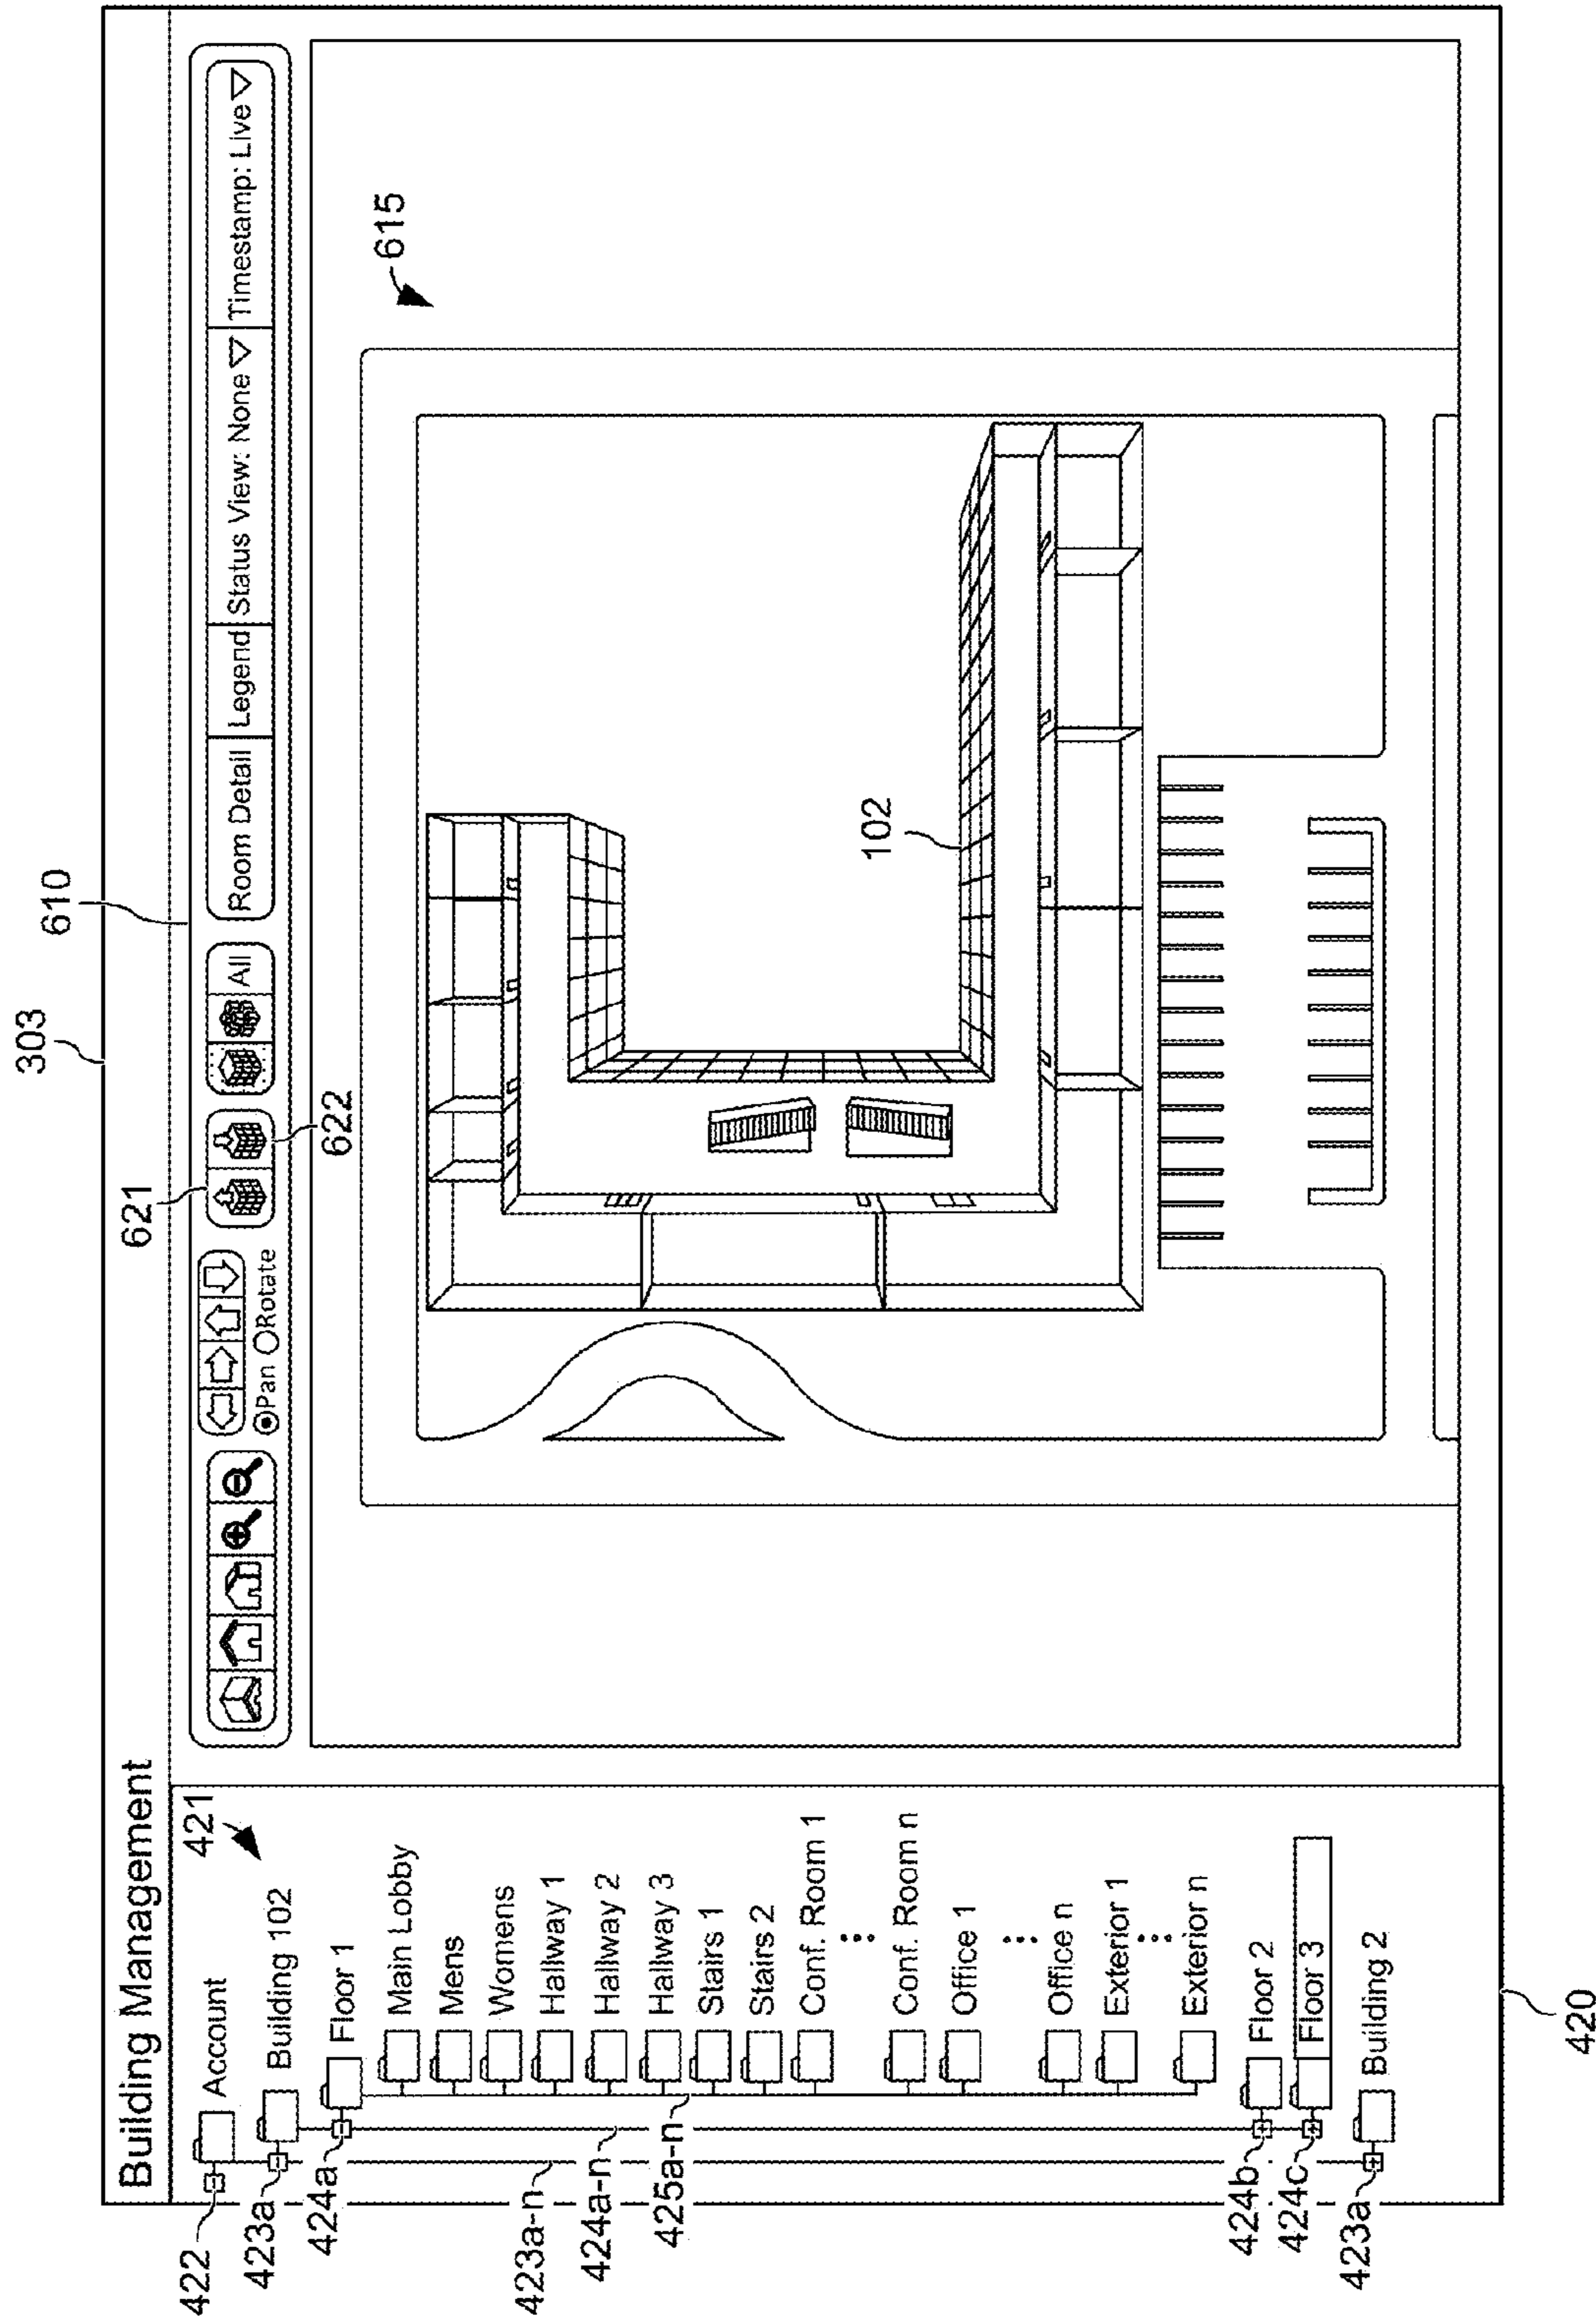 303
610
Building Management
621
622
All
Room Detail
Legend
Status View: None
Timestamp: Live
Pan
Rotate
421
615
102
422
Account
423a
Building 102
424a
Floor 1
Main Lobby
Mens
Womens
Hallway 1
Hallway 2
Hallway 3
Stairs 1
Stairs 2
Conf. Room 1
Conf. Room n
Office 1
Office n
Exterior 1
Exterior n
423a-n
424a-n
425a-n
424b
Floor 2
424c
Floor 3
423a
Building 2
420